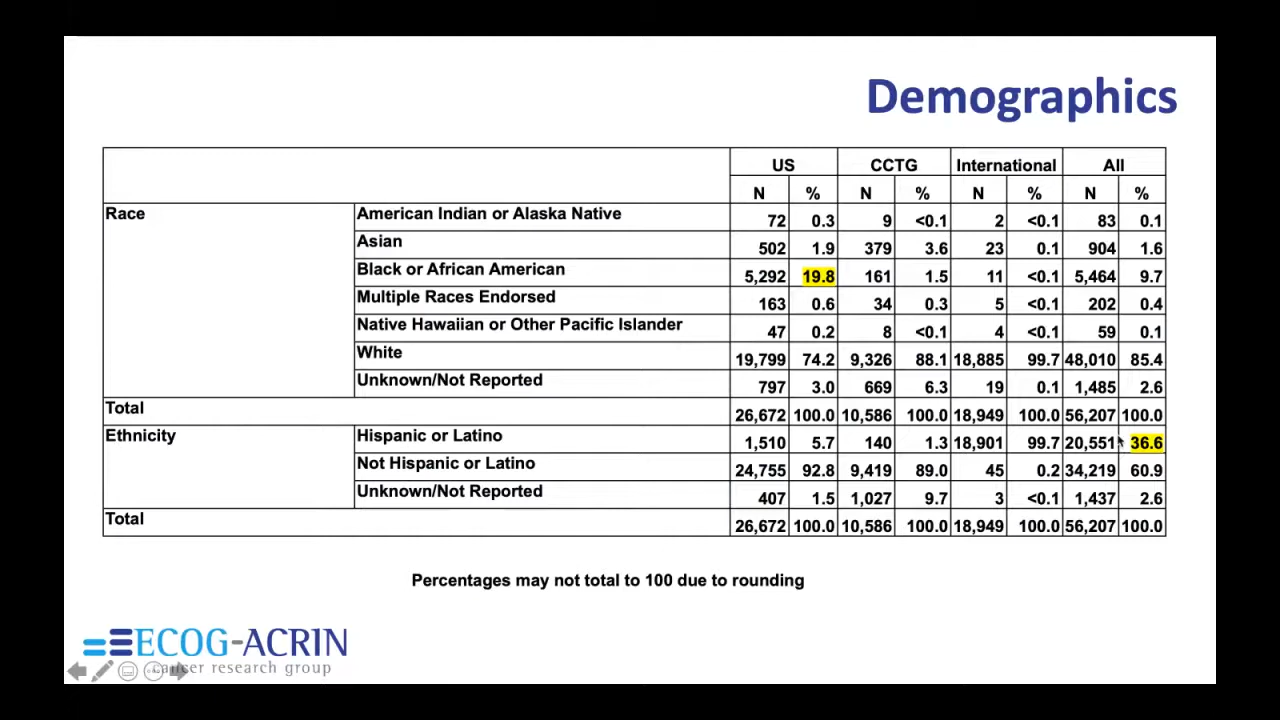 Demographics
US CCTG International All
N % N % N % N %
Race American Indian or Alaska Native 72 0.3 9 <0.1 2 <0.1 83 0.1
Asian 502 1.9 379 3.6 23 0.1 904 1.6
Black or African American 5,292 19.8 161 1.5 11 <0.1 5,464 9.7
Multiple Races Endorsed 163 0.6 34 0.3 5 <0.1 202 0.4
Native Hawaiian or Other Pacific Islander 47 0.2 8 <0.1 4 <0.1 59 0.1
White 19,799 74.2 9,326 88.1 18,885 99.7 48,010 85.4
Unknown/Not Reported 797 3.0 669 6.3 19 0.1 1,485 2.6
Total 26,672 100.0 10,586 100.0 18,949 100.0 56,207 100.0
Ethnicity Hispanic or Latino 1,510 5.7 140 1.3 18,901 99.7 20,551 36.6
Not Hispanic or Latino 24,755 92.8 9,419 89.0 45 0.2 34,219 60.9
Unknown/Not Reported 407 1.5 1,027 9.7 3 <0.1 1,437 2.6
Total 26,672 100.0 10,586 100.0 18,949 100.0 56,207 100.0
Percentages may not total to 100 due to rounding
ECOG-ACRIN
cancer research group